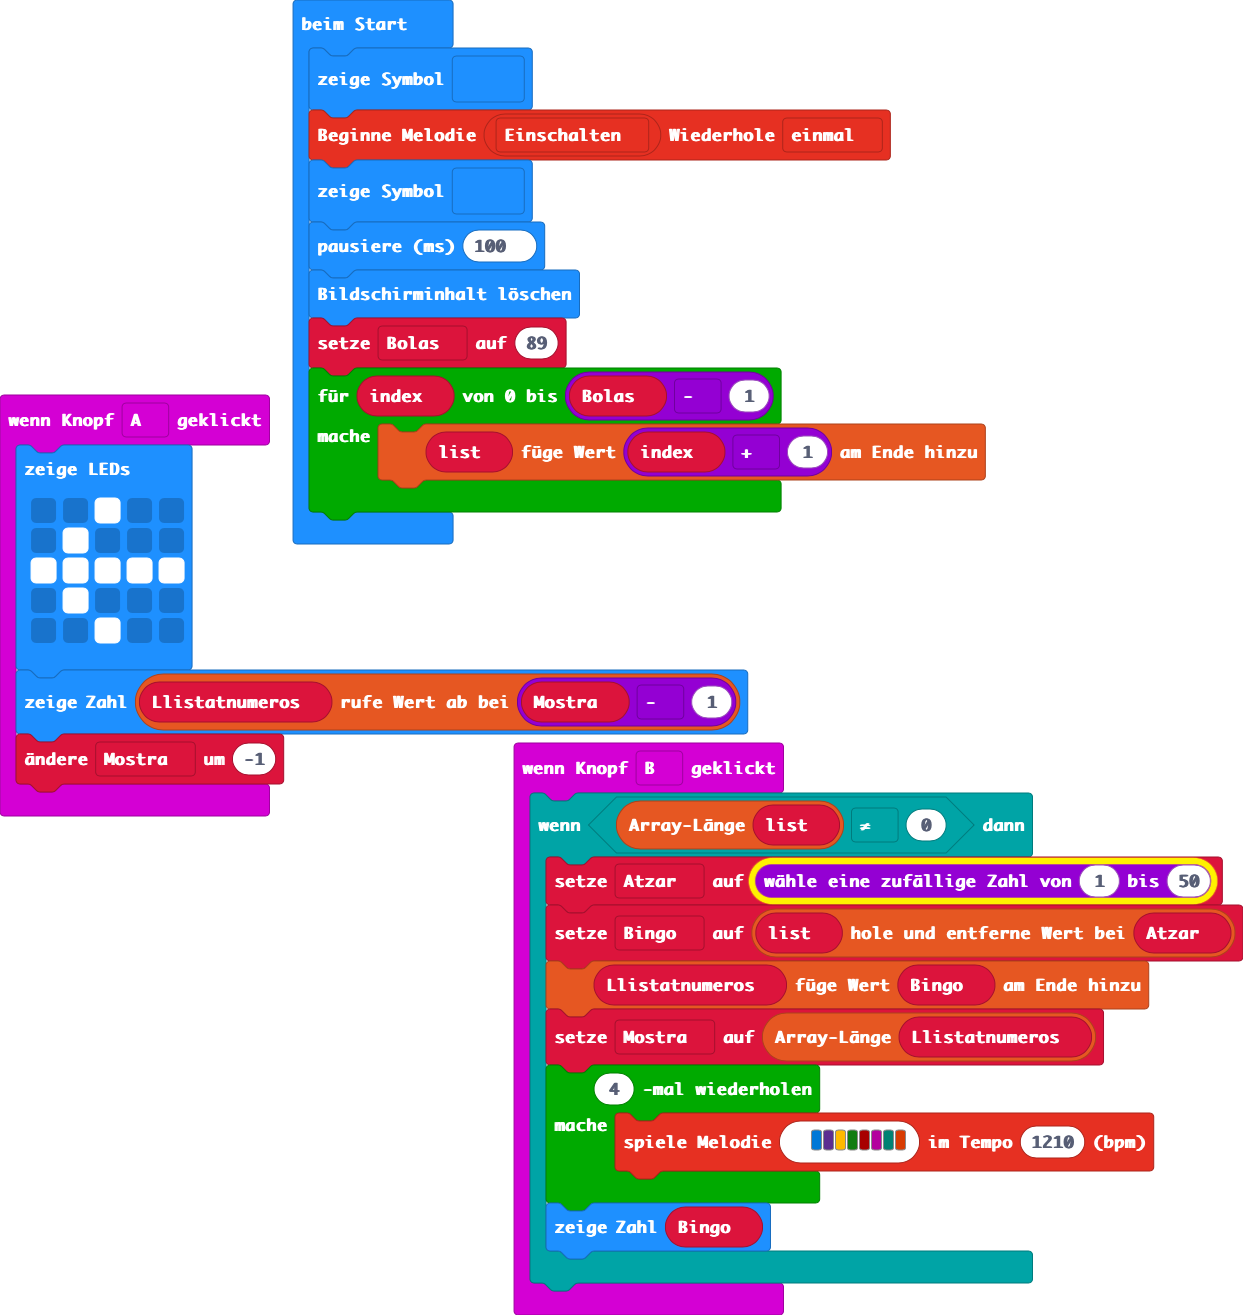 beim Start
zeige Symbol
Beginne Melodie Einschalten Wiederhole einmal
zeige Symbol
pausiere (ms) 100
Bildschirminhalt löschen
setze Bolas auf 89
für index von 0 bis Bolas - 1
mache list füge Wert index + 1 am Ende hinzu
wenn Knopf A geklickt
zeige LEDs
zeige Zahl Llistatnumeros rufe Wert ab bei Mostra - 1
ändere Mostra um -1
wenn Knopf B geklickt
wenn Array-Länge list ≠ 0 dann
setze Atzar auf wähle eine zufällige Zahl von 1 bis 50
setze Bingo auf list hole und entferne Wert bei Atzar
Llistatnumeros füge Wert Bingo am Ende hinzu
setze Mostra auf Array-Länge Llistatnumeros
4 -mal wiederholen
mache spiele Melodie im Tempo 1210 (bpm)
zeige Zahl Bingo